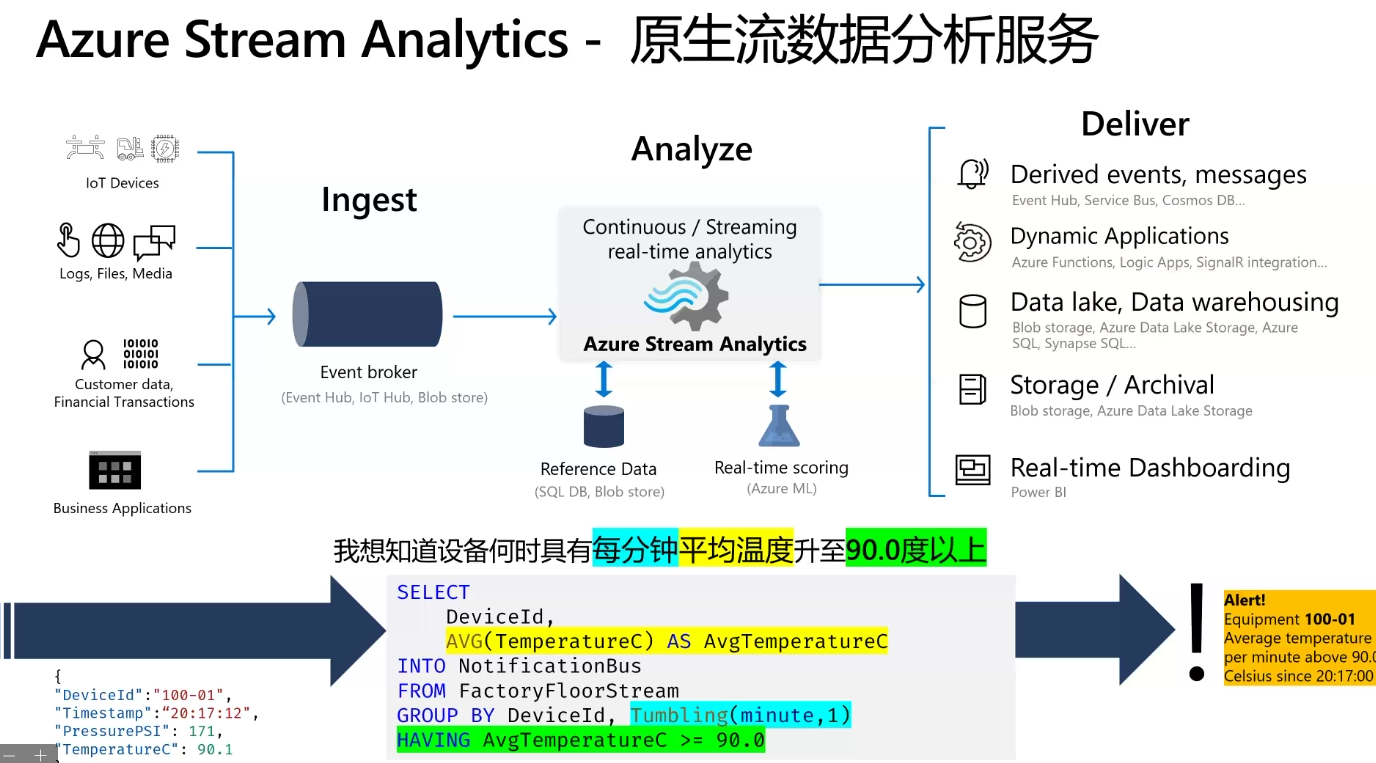 Azure Stream Analytics - 原生流数据分析服务
IoT Devices
Logs, Files, Media
Customer data,
Financial Transactions
Business Applications
Ingest
Event broker
(Event Hub, IoT Hub, Blob store)
Analyze
Continuous / Streaming
real-time analytics
Azure Stream Analytics
Reference Data
(SQL DB, Blob store)
Real-time scoring
(Azure ML)
Deliver
Derived events, messages
Event Hub, Service Bus, Cosmos DB...
Dynamic Applications
Azure Functions, Logic Apps, SignalR integration...
Data lake, Data warehousing
Blob storage, Azure Data Lake Storage, Azure
SQL, Synapse SQL...
Storage / Archival
Blob storage, Azure Data Lake Storage
Real-time Dashboarding
Power BI
我想知道设备何时具有每分钟平均温度升至90.0度以上
{
"DeviceId":"100-01",
"Timestamp":“20:17:12",
"PressurePSI": 171,
"TemperatureC": 90.1
SELECT
DeviceId,
AVG(TemperatureC) AS AvgTemperatureC
INTO NotificationBus
FROM FactoryFloorStream
GROUP BY DeviceId, Tumbling(minute,1)
HAVING AvgTemperatureC >= 90.0
!
Alert!
Equipment 100-01
Average temperature
per minute above 90.0
Celsius since 20:17:00